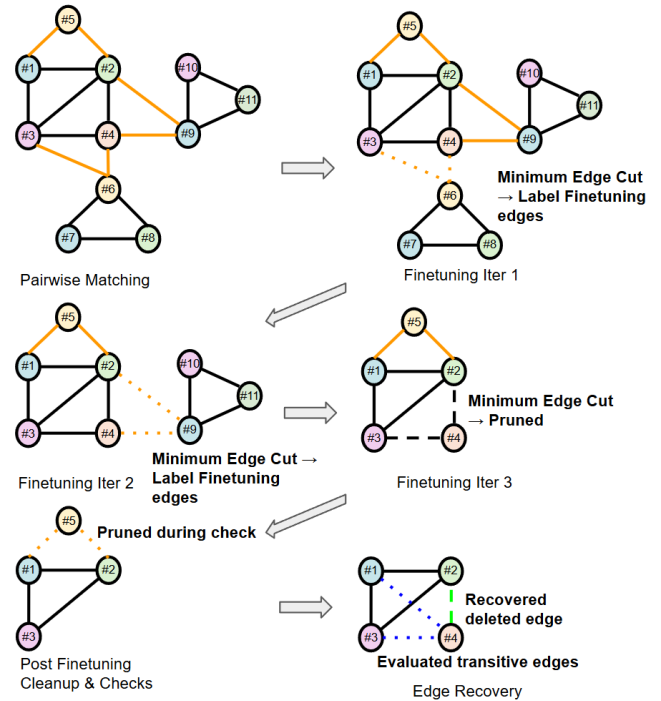 #5
#1
#2
#10
#11
#3
#4
#9
#6
#7
#8
Pairwise Matching
#5
#1
#2
#10
#11
#3
#4
#9
Minimum Edge Cut
→ Label Finetuning
edges
#6
#7
#8
Finetuning Iter 1
#5
#1
#2
#10
#11
#3
#4
#9
Minimum Edge Cut →
Label Finetuning
edges
Finetuning Iter 2
#5
#1
#2
Minimum Edge Cut
→ Pruned
#3
#4
Finetuning Iter 3
#5
Pruned during check
#1
#2
#3
Post Finetuning
Cleanup & Checks
#1
#2
Recovered
deleted edge
#3
#4
Evaluated transitive edges
Edge Recovery